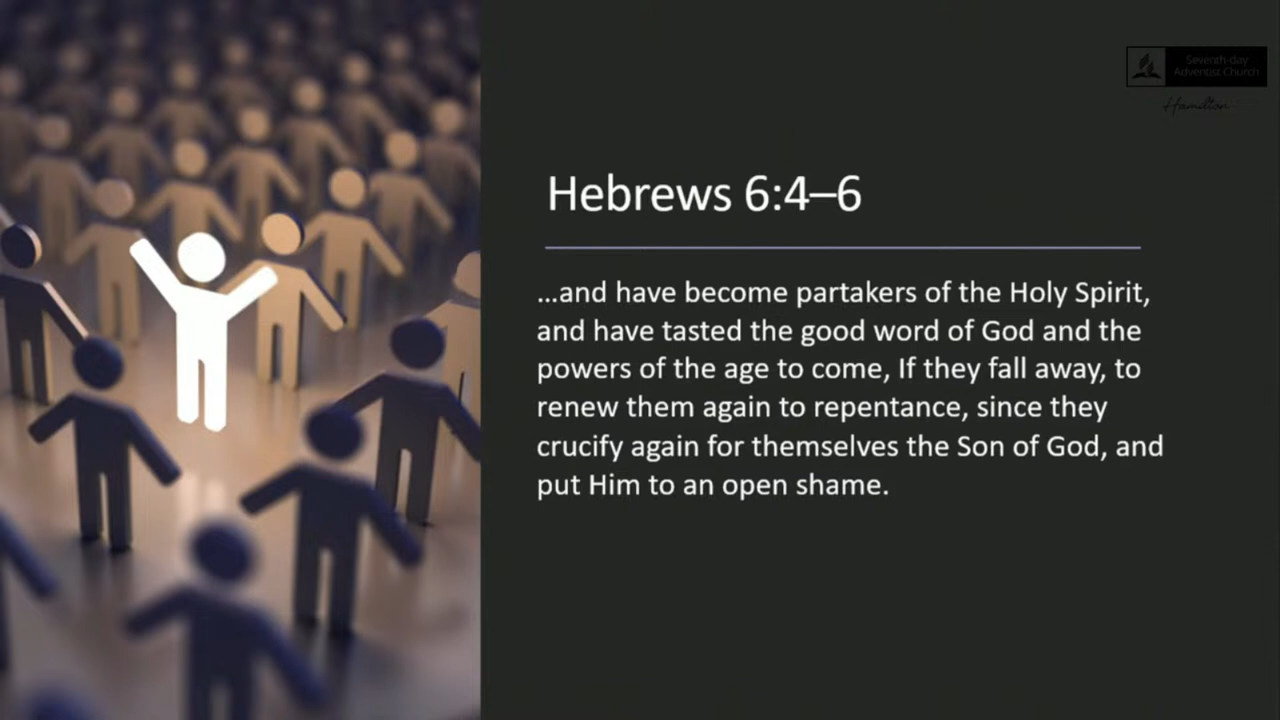 Seventh-day
Adventist Church
Hamilton
Hebrews 6:4–6
...and have become partakers of the Holy Spirit,
and have tasted the good word of God and the
powers of the age to come, If they fall away, to
renew them again to repentance, since they
crucify again for themselves the Son of God, and
put Him to an open shame.